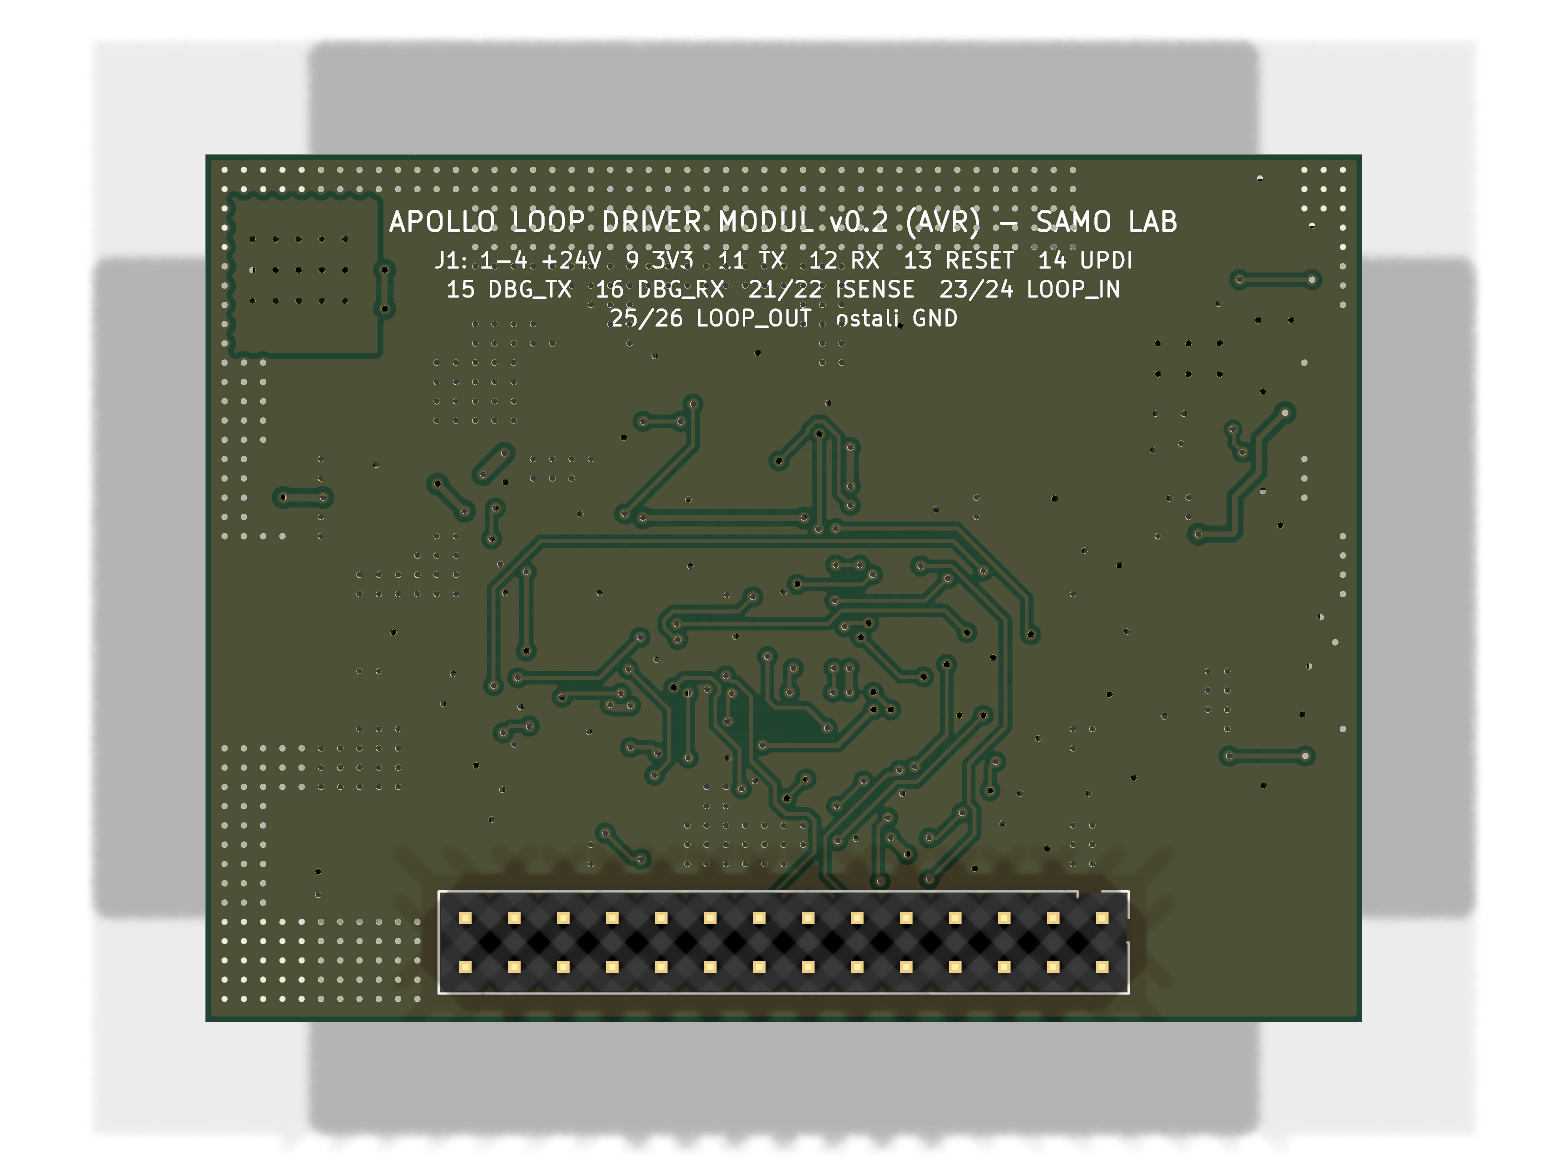 APOLLO LOOP DRIVER MODUL v0.2 (AVR) — SAMO LAB
J1: 1-4 +24V 9 3V3 11 TX 12 RX 13 RESET 14 UPDI
15 DBG_TX 16 DBG_RX 21/22 ISENSE 23/24 LOOP_IN
25/26 LOOP_OUT ostali GND